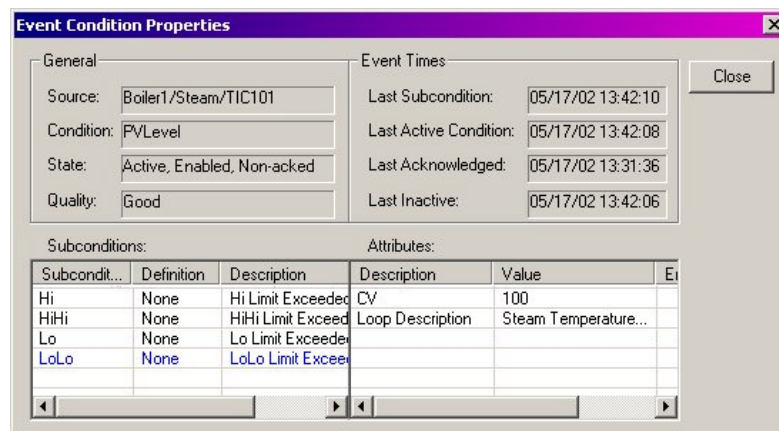 Event Condition Properties
General
Source: Boiler1/Steam/TIC101
Condition: PVLevel
State: Active, Enabled, Non-acked
Quality: Good
Event Times
Last Subcondition: 05/17/02 13:42:10
Last Active Condition: 05/17/02 13:42:08
Last Acknowledged: 05/17/02 13:31:36
Last Inactive: 05/17/02 13:42:06
Close
Subconditions:
Subcondit... Definition Description
Hi None Hi Limit Exceeded
HiHi None HiHi Limit Exceed
Lo None Lo Limit Exceeded
LoLo None LoLo Limit Excee
Attributes:
Description Value
CV 100
Loop Description Steam Temperature...